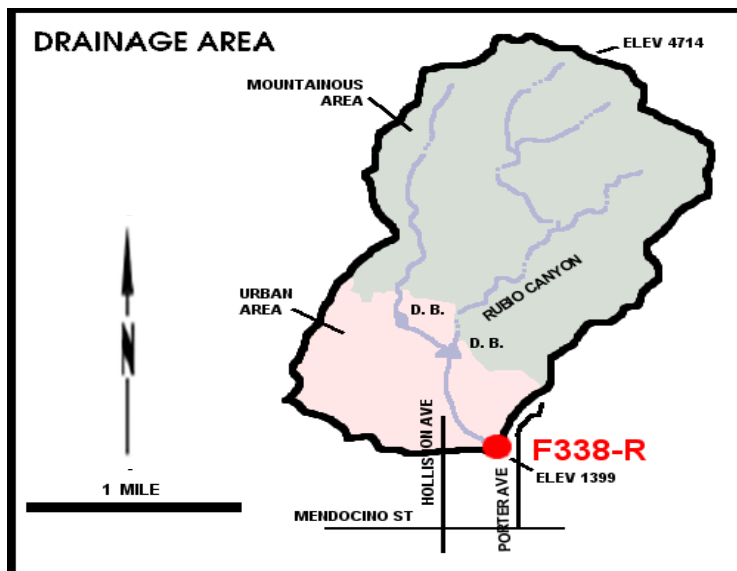 DRAINAGE AREA
ELEV 4714
MOUNTAINOUS
AREA
RUBIO CANYON
URBAN
AREA
D. B.
D. B.
N
HOLLISTON AVE
F338-R
ELEV 1399
PORTER AVE
1 MILE
MENDOCINO ST